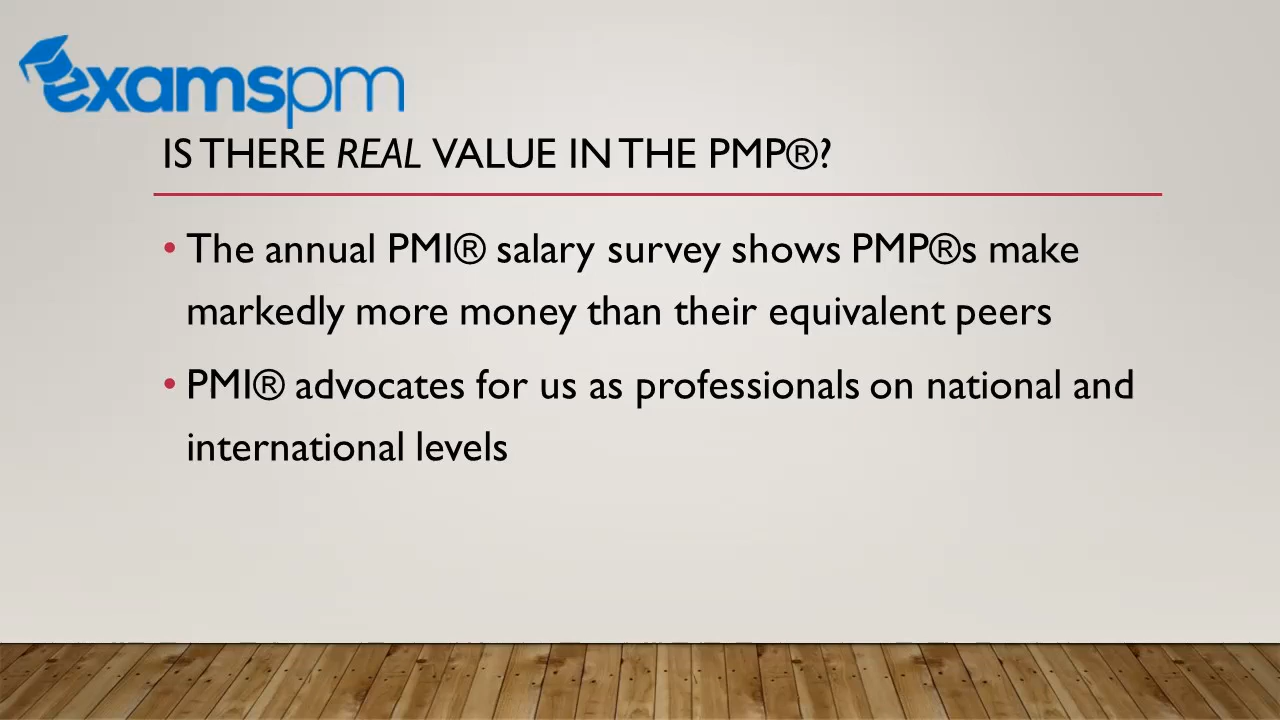 examspm
IS THERE REAL VALUE IN THE PMP®?
• The annual PMI® salary survey shows PMP®s make
markedly more money than their equivalent peers
• PMI® advocates for us as professionals on national and
international levels